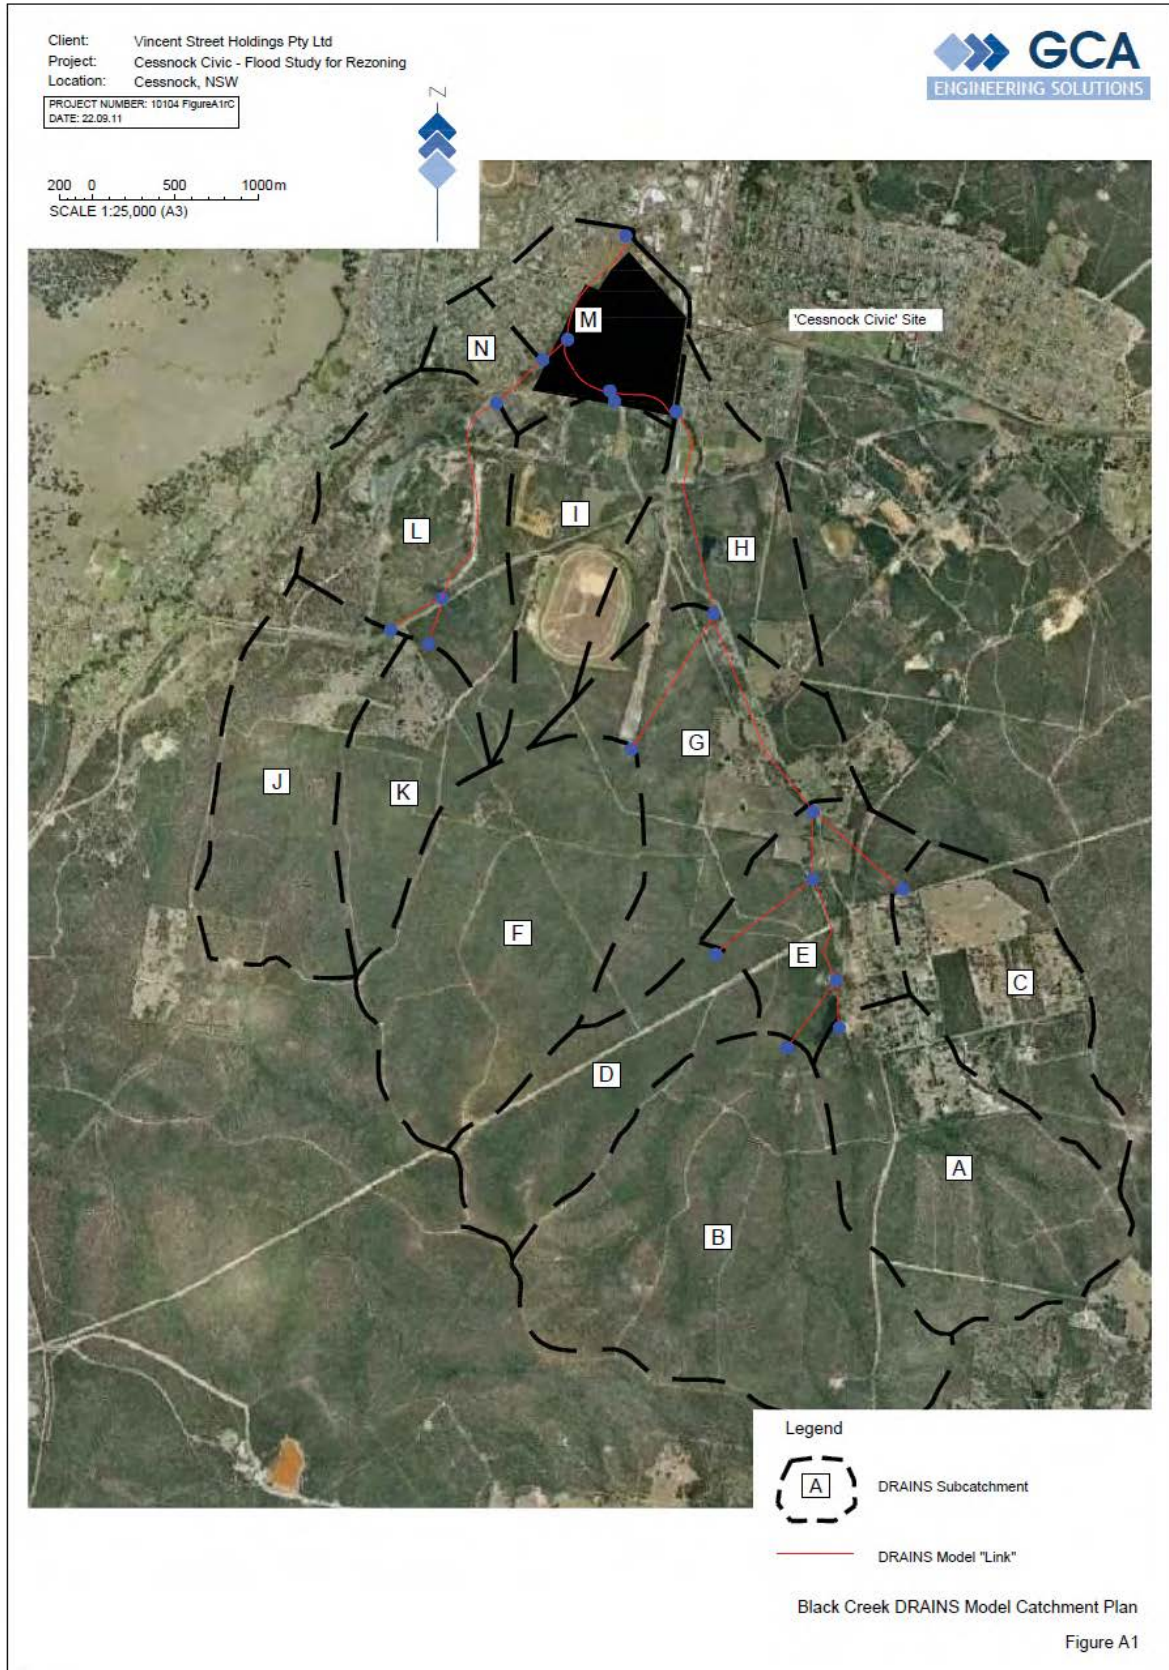 Client: Vincent Street Holdings Pty Ltd
Project: Cessnock Civic - Flood Study for Rezoning
Location: Cessnock, NSW
PROJECT NUMBER: 10104 FigureA1rC
DATE: 22.09.11
GCA
ENGINEERING SOLUTIONS
N
200 0 500 1000m
SCALE 1:25,000 (A3)
M
'Cessnock Civic' Site
N
I
L
H
G
J
K
F
E
C
D
A
B
Legend
A DRAINS Subcatchment
DRAINS Model "Link"
Black Creek DRAINS Model Catchment Plan
Figure A1